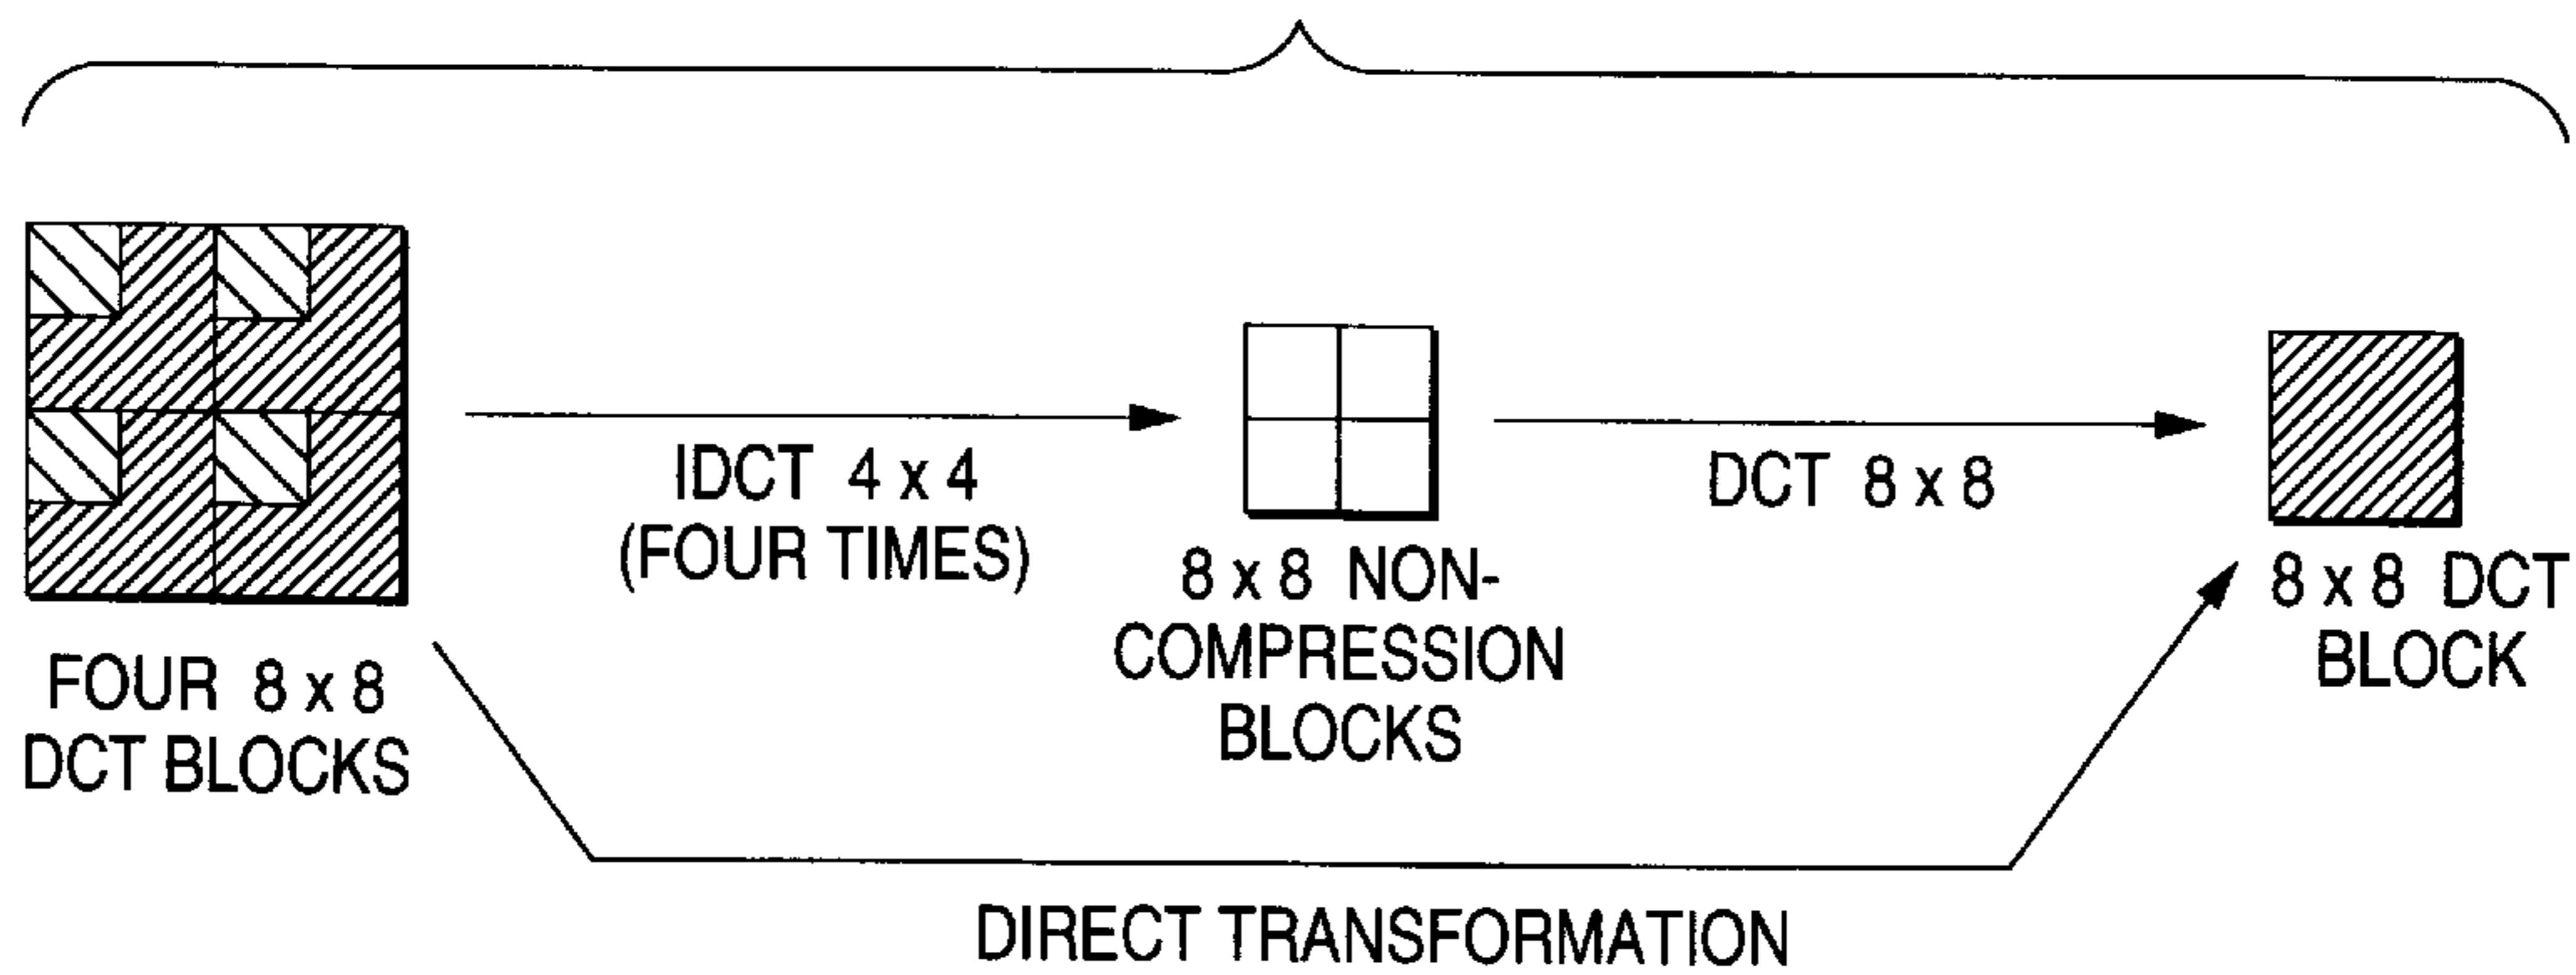 FOUR 8 x 8
DCT BLOCKS
IDCT 4 x 4
(FOUR TIMES)
8 x 8 NON-
COMPRESSION
BLOCKS
DCT 8 x 8
8 x 8 DCT
BLOCK
DIRECT TRANSFORMATION